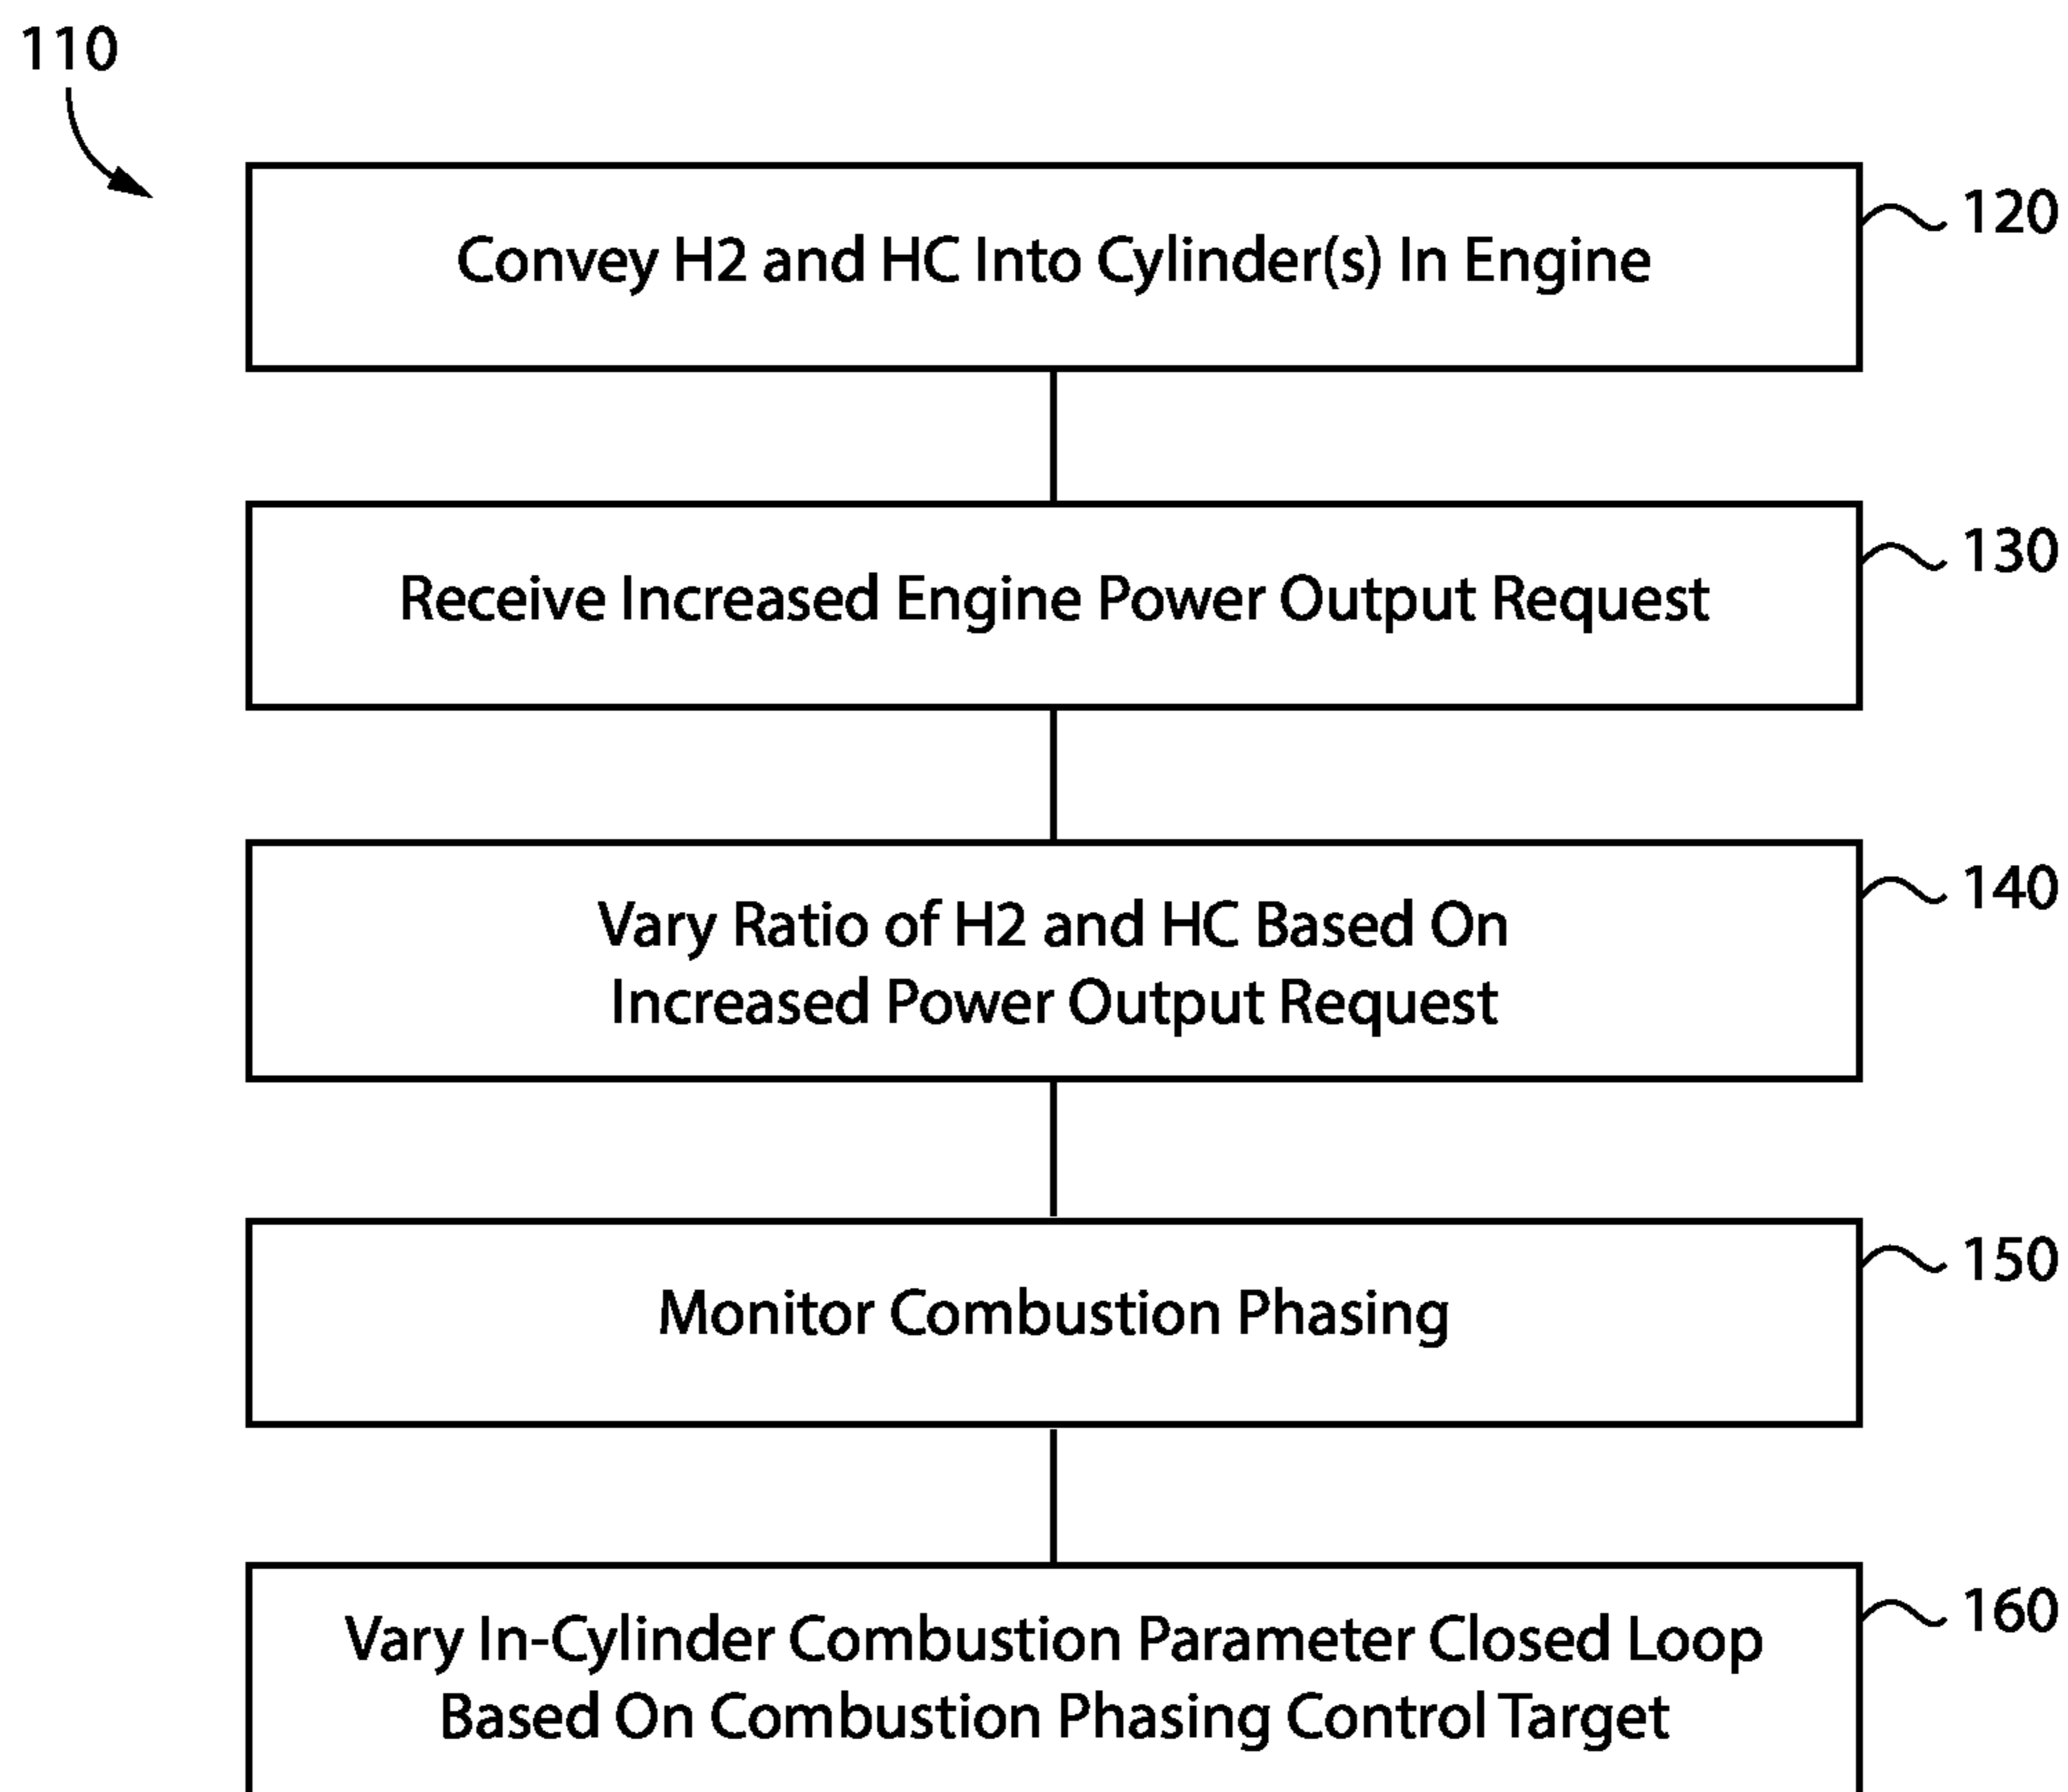 110
Convey H2 and HC Into Cylinder(s) In Engine
120
Receive Increased Engine Power Output Request
130
Vary Ratio of H2 and HC Based On
Increased Power Output Request
140
Monitor Combustion Phasing
150
Vary In-Cylinder Combustion Parameter Closed Loop
Based On Combustion Phasing Control Target
160